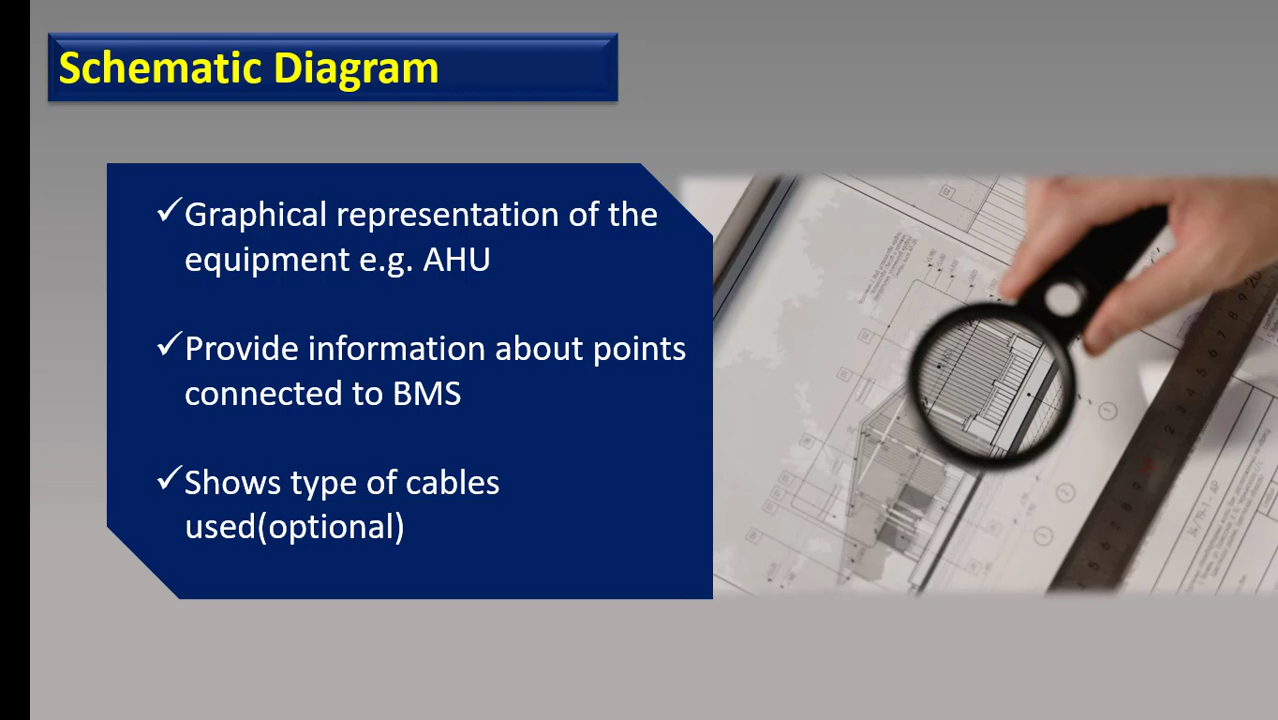 Schematic Diagram
✓Graphical representation of the
equipment e.g. AHU
✓Provide information about points
connected to BMS
✓Shows type of cables
used(optional)